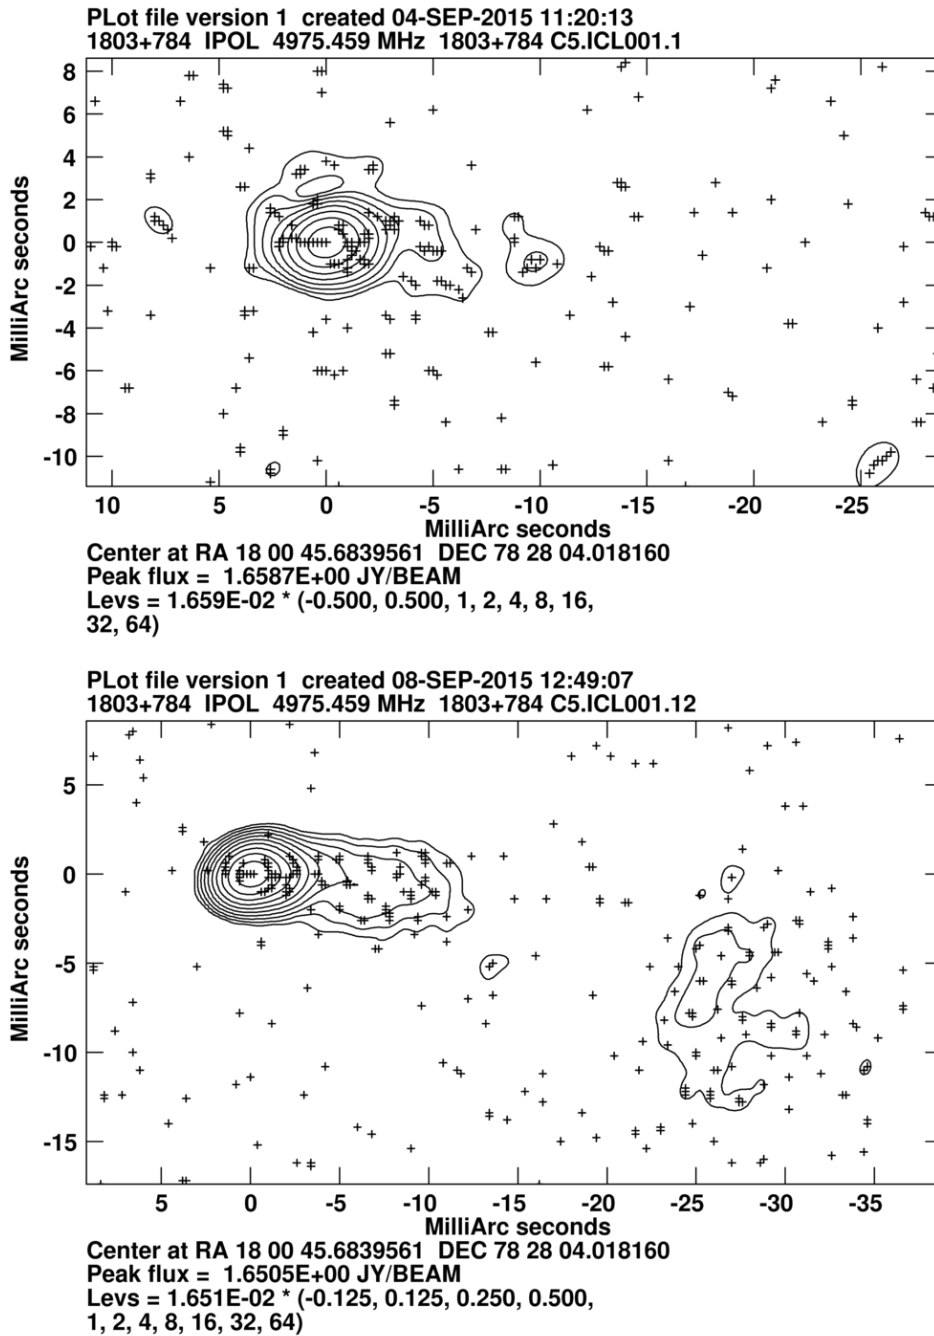 PLot file version 1 created 04-SEP-2015 11:20:13
1803+784 IPOL 4975.459 MHz 1803+784 C5.ICL001.1
8
6
4
2
0
-2
-4
-6
-8
-10
MilliArc seconds
10 5 0 -5 -10 -15 -20 -25
MilliArc seconds
Center at RA 18 00 45.6839561 DEC 78 28 04.018160
Peak flux = 1.6587E+00 JY/BEAM
Levs = 1.659E-02 * (-0.500, 0.500, 1, 2, 4, 8, 16,
32, 64)
PLot file version 1 created 08-SEP-2015 12:49:07
1803+784 IPOL 4975.459 MHz 1803+784 C5.ICL001.12
5
0
-5
-10
-15
MilliArc seconds
5 0 -5 -10 -15 -20 -25 -30 -35
MilliArc seconds
Center at RA 18 00 45.6839561 DEC 78 28 04.018160
Peak flux = 1.6505E+00 JY/BEAM
Levs = 1.651E-02 * (-0.125, 0.125, 0.250, 0.500,
1, 2, 4, 8, 16, 32, 64)